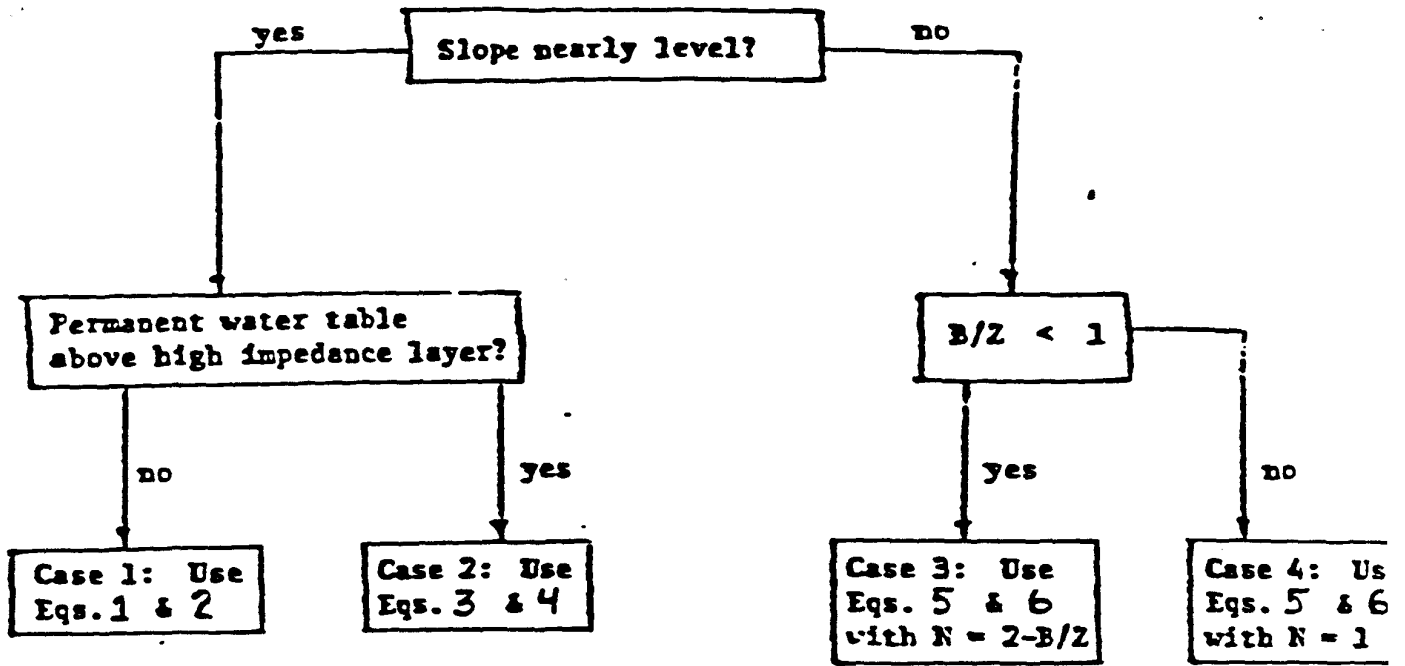 Slope nearly level?
yes
no
Permanent water table
above high impedance layer?
B/Z < 1
no
yes
yes
no
Case 1: Use
Eqs. 1 & 2
Case 2: Use
Eqs. 3 & 4
Case 3: Use
Eqs. 5 & 6
with N = 2-B/Z
Case 4: Us
Eqs. 5 & 6
with N = 1